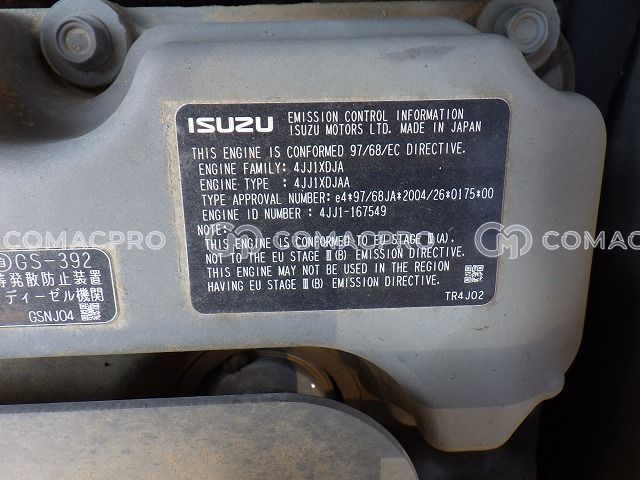 ISUZU
EMISSION CONTROL INFORMATION
ISUZU MOTORS LTD. MADE IN JAPAN
THIS ENGINE IS CONFORMED 97/68/EC DIRECTIVE.
ENGINE FAMILY: 4JJ1XDJA
ENGINE TYPE : 4JJ1XDJAA
TYPE APPROVAL NUMBER: e4*97/68JA*2004/26*0175*00
ENGINE ID NUMBER : 4JJ1-167549
NOTE:
THIS ENGINE IS CONFORMED TO EU STAGE Ⅲ(A).
NOT TO THE EU STAGE Ⅲ(B) EMISSION DIRECTIVE.
THIS ENGINE MAY NOT BE USED IN THE REGION
HAVING EU STAGE Ⅲ(B) EMISSION DIRECTIVE.
TR4J02
GS-392
発散防止装置
ディーゼル機関
GSNJ04
COMACPRO
COMACPRO
COMAC